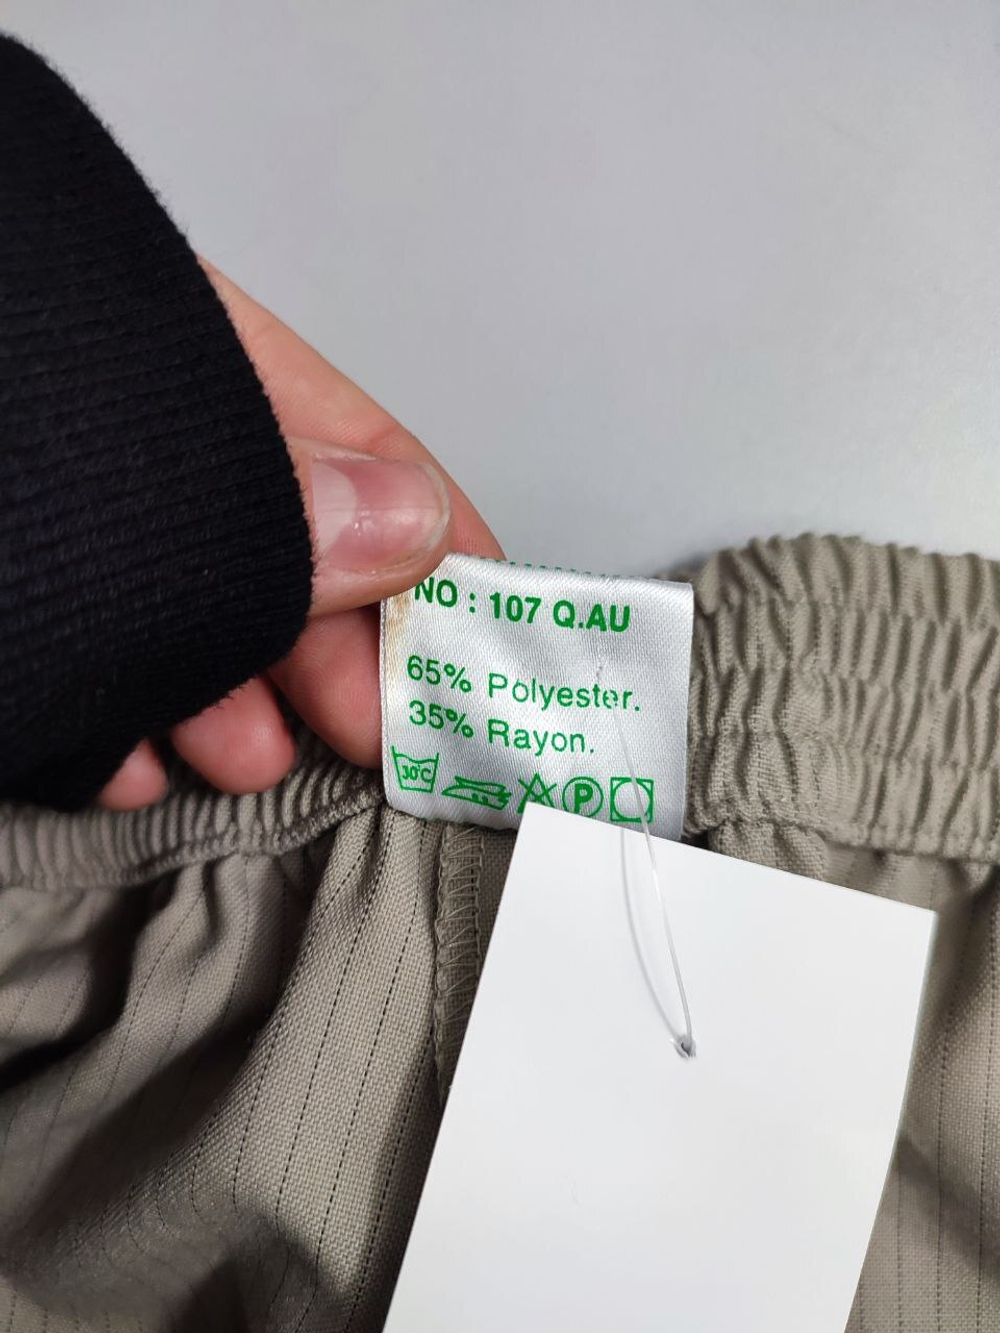 NO : 107 Q.AU
65% Polyester.
35% Rayon.
30°C P